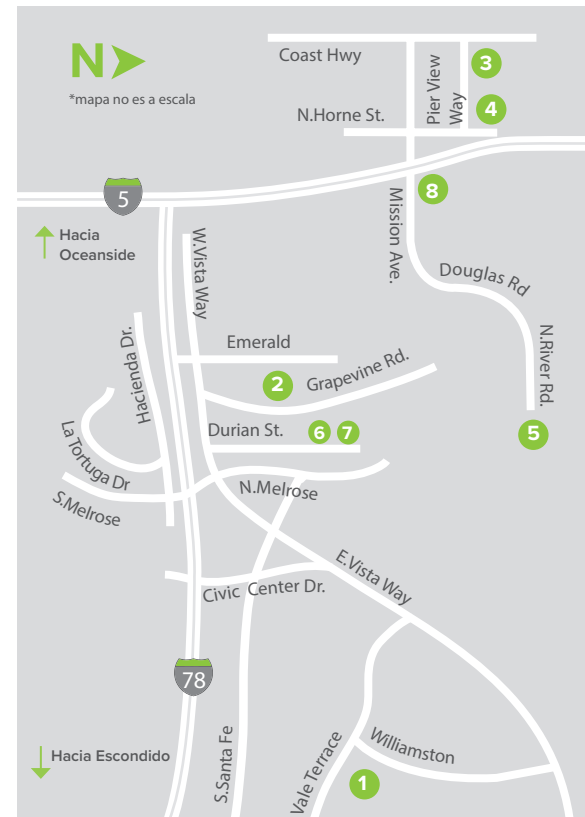 N
*mapa no es a escala
Coast Hwy
Pier View
Way
3
4
N.Horne St.
5
8
Mission Ave.
Hacia
Oceanside
W.Vista Way
Douglas Rd
N.River Rd.
5
Emerald
2
Grapevine Rd.
Hacienda Dr.
Durian St.
6
7
La Tortuga Dr
S.Melrose
N.Melrose
E.Vista Way
Civic Center Dr.
78
Hacia Escondido
S.Santa Fe
Vale Terrace
Williamston
1